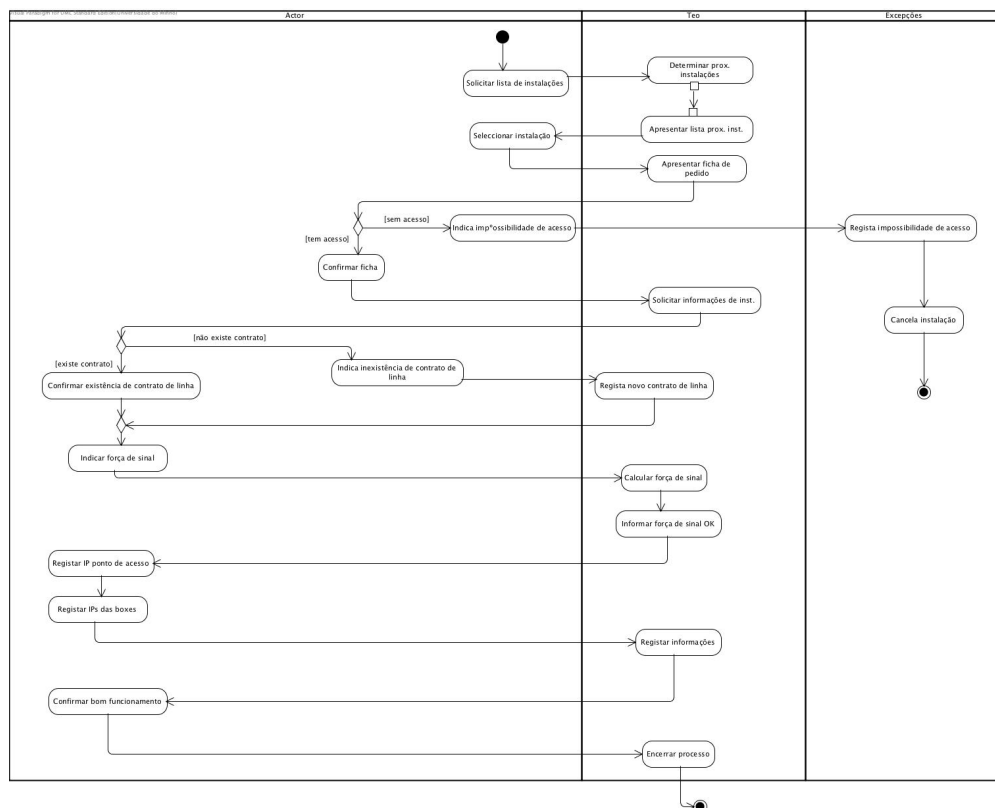 Actor
Teo
Excepções
Solicitar lista de instalações
Determinar prox.
instalações
Seleccionar instalação
Apresentar lista prox. inst.
Apresentar ficha de
pedido
[sem acesso]
Indica imp°ossibilidade de acesso
Regista impossibilidade de acesso
[tem acesso]
Confirmar ficha
Solicitar informações de inst.
Cancela instalação
[não existe contrato]
[existe contrato]
Indica inexistência de contrato de
linha
Confirmar existência de contrato de linha
Regista novo contrato de linha
Indicar força de sinal
Calcular força de sinal
Informar força de sinal OK
Registar IP ponto de acesso
Registar IPs das boxes
Registar informações
Confirmar bom funcionamento
Encerrar processo